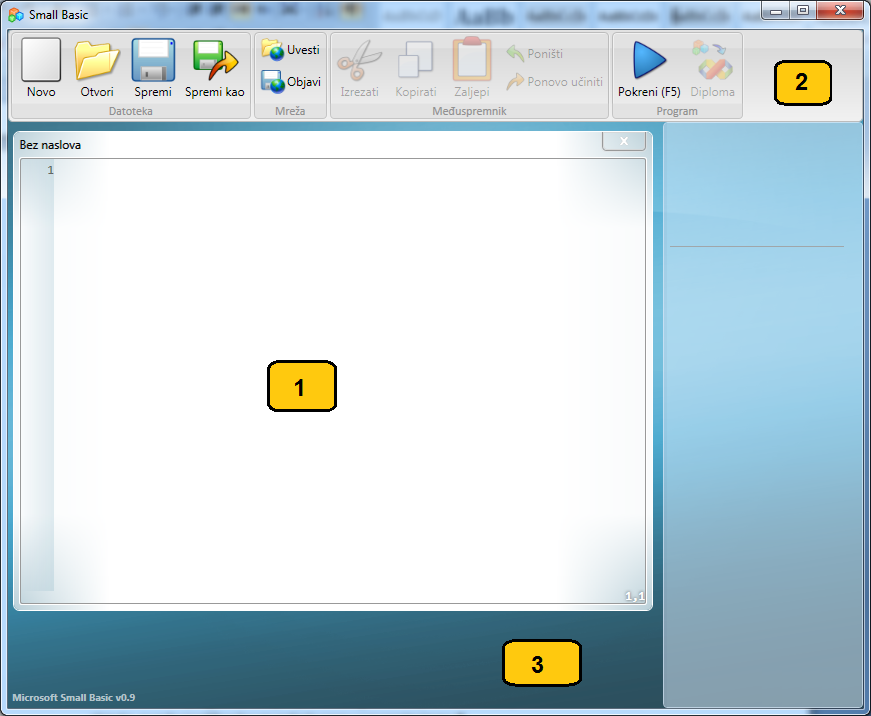 Small Basic
Novo
Otvori
Spremi
Spremi kao
Datoteka
Uvesti
Objavi
Mreža
Izrezati
Kopirati
Zaljepi
Poništi
Ponovo učiniti
Međuspremnik
Pokreni (F5)
Diploma
Program
2
Bez naslova
x
1
1
1,1
3
Microsoft Small Basic v0.9